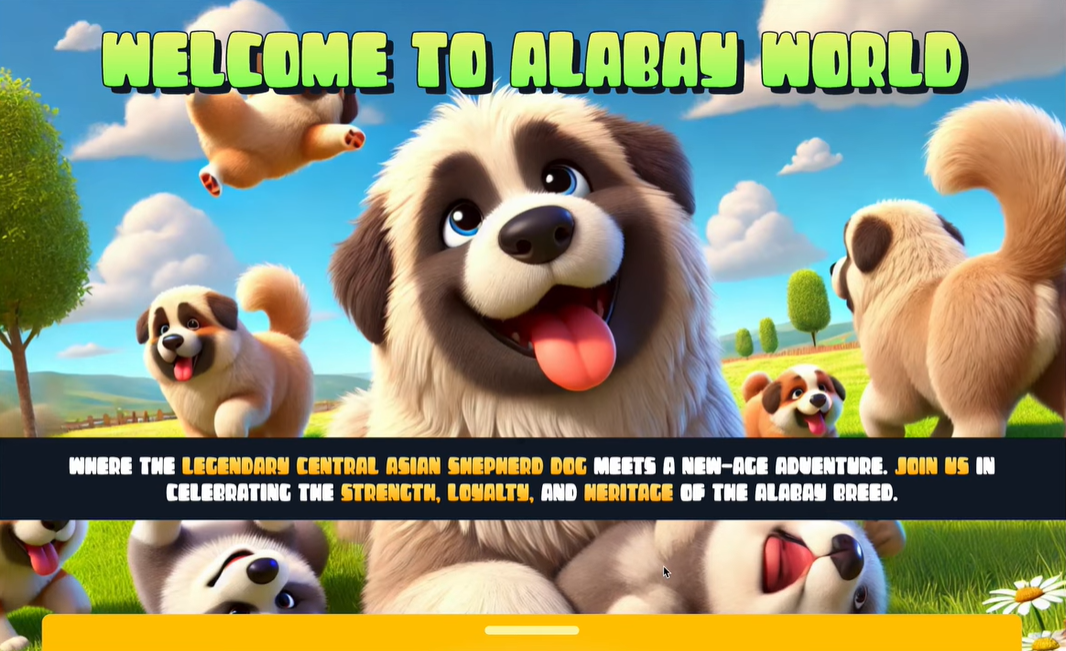 WELCOME TO ALABAY WORLD
WHERE THE LEGENDARY CENTRAL ASIAN SHEPHERD DOG MEETS A NEW-AGE ADVENTURE. JOIN US IN
CELEBRATING THE STRENGTH, LOYALTY, AND HERITAGE OF THE ALABAY BREED.